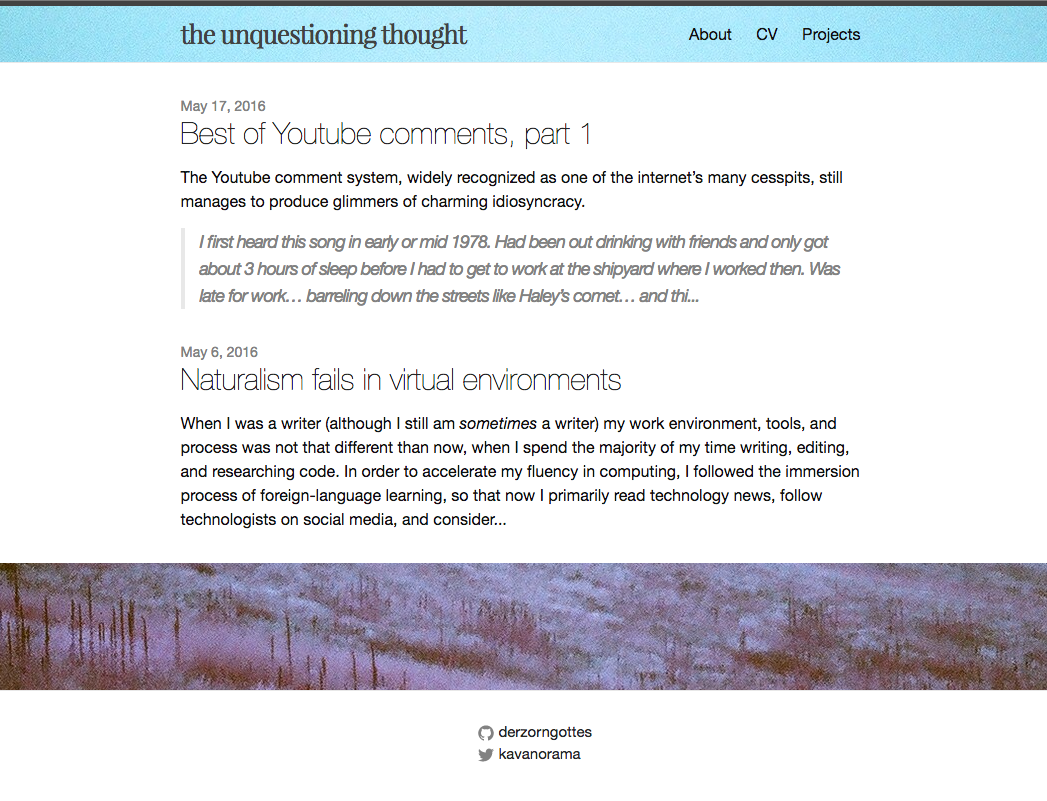 the unquestioning thought
About CV Projects
May 17, 2016
Best of Youtube comments, part 1
The Youtube comment system, widely recognized as one of the internet’s many cesspits, still
manages to produce glimmers of charming idiosyncracy.
I first heard this song in early or mid 1978. Had been out drinking with friends and only got
about 3 hours of sleep before I had to get to work at the shipyard where I worked then. Was
late for work… barreling down the streets like Haley’s comet… and thi...
May 6, 2016
Naturalism fails in virtual environments
When I was a writer (although I still am sometimes a writer) my work environment, tools, and
process was not that different than now, when I spend the majority of my time writing, editing,
and researching code. In order to accelerate my fluency in computing, I followed the immersion
process of foreign-language learning, so that now I primarily read technology news, follow
technologists on social media, and consider...
derzorngottes
kavanorama